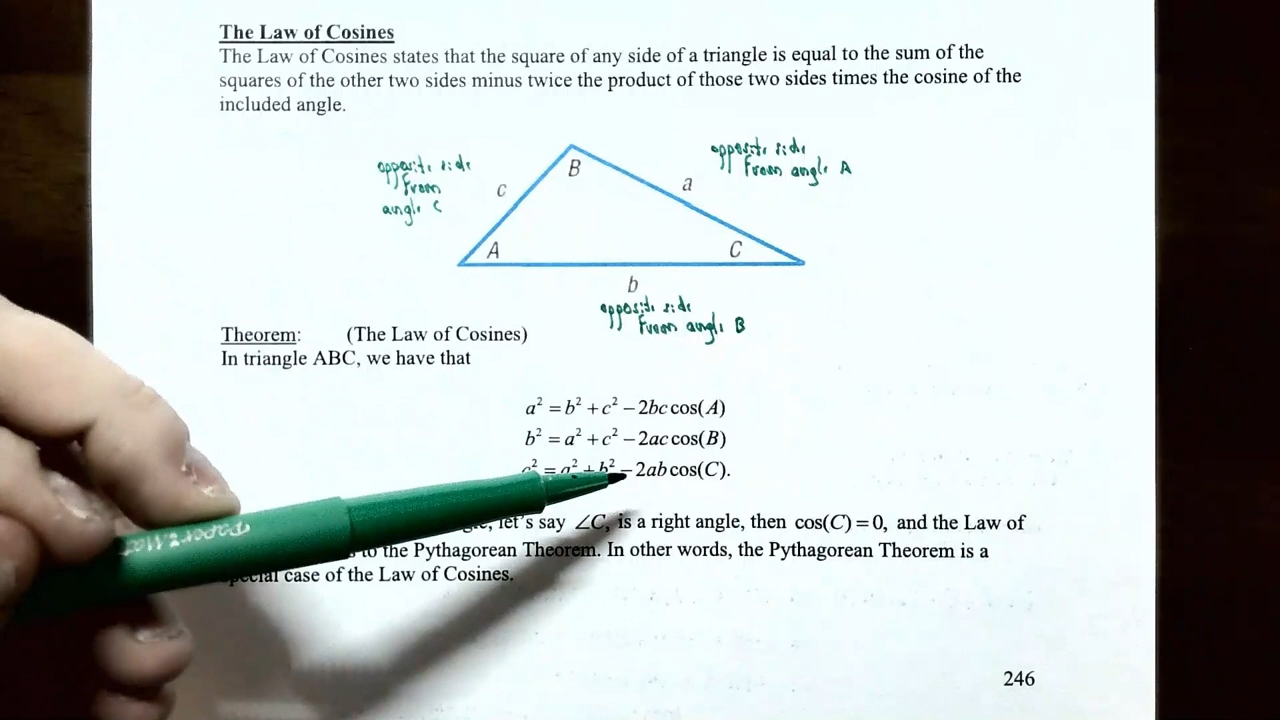 The Law of Cosines
The Law of Cosines states that the square of any side of a triangle is equal to the sum of the
squares of the other two sides minus twice the product of those two sides times the cosine of the
included angle.
opposite side
from
angle C
opposite side
from angle A
B
c
a
A
C
b
opposite side
from angle B
Theorem: (The Law of Cosines)
In triangle ABC, we have that
a² = b² + c² − 2bc cos(A)
b² = a² + c² − 2ac cos(B)
c² = a² + b² − 2ab cos(C).
let's say ∠C, is a right angle, then cos(C) = 0, and the Law of
to the Pythagorean Theorem. In other words, the Pythagorean Theorem is a
special case of the Law of Cosines.
246